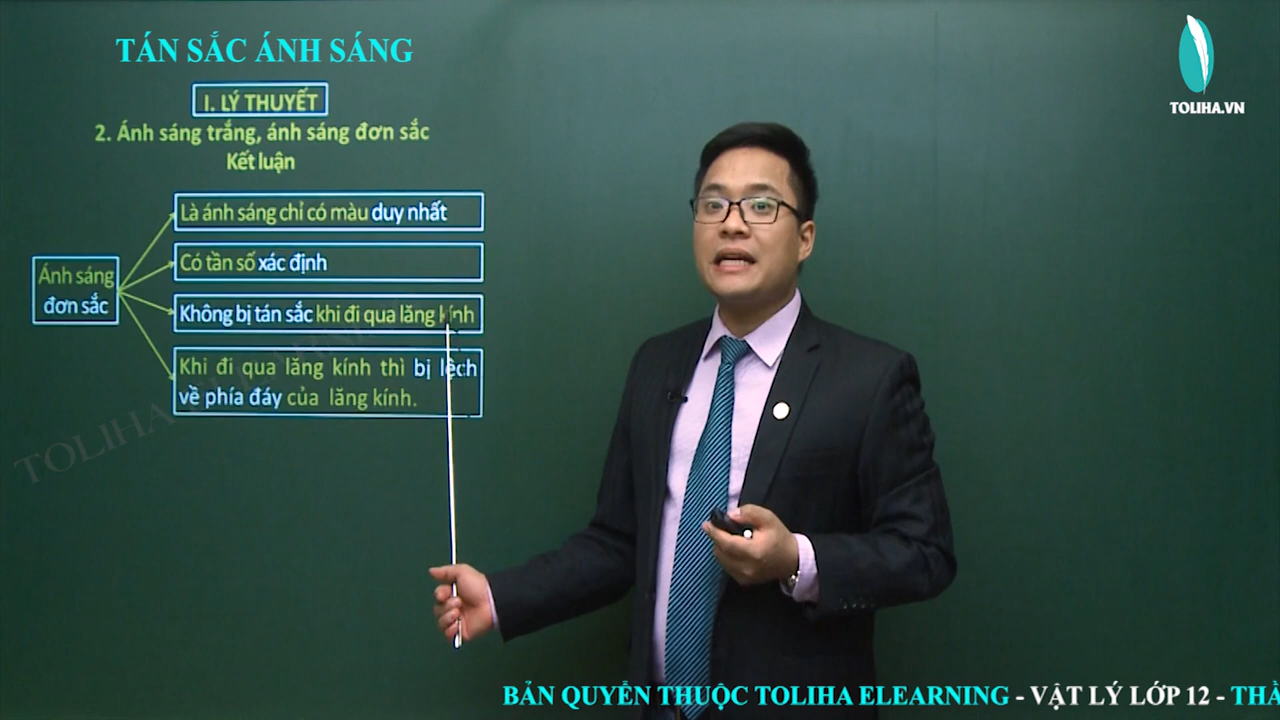 TÁN SẮC ÁNH SÁNG
TOLIHA.VN
I. LÝ THUYẾT
2. Ánh sáng trắng, ánh sáng đơn sắc
Kết luận
Là ánh sáng chỉ có màu duy nhất
Có tần số xác định
Ánh sáng
đơn sắc
Không bị tán sắc khi đi qua lăng kính
Khi đi qua lăng kính thì bị lệch
về phía đáy của lăng kính.
BẢN QUYỀN THUỘC TOLIHA ELEARNING - VẬT LÝ LỚP 12 - THẦ